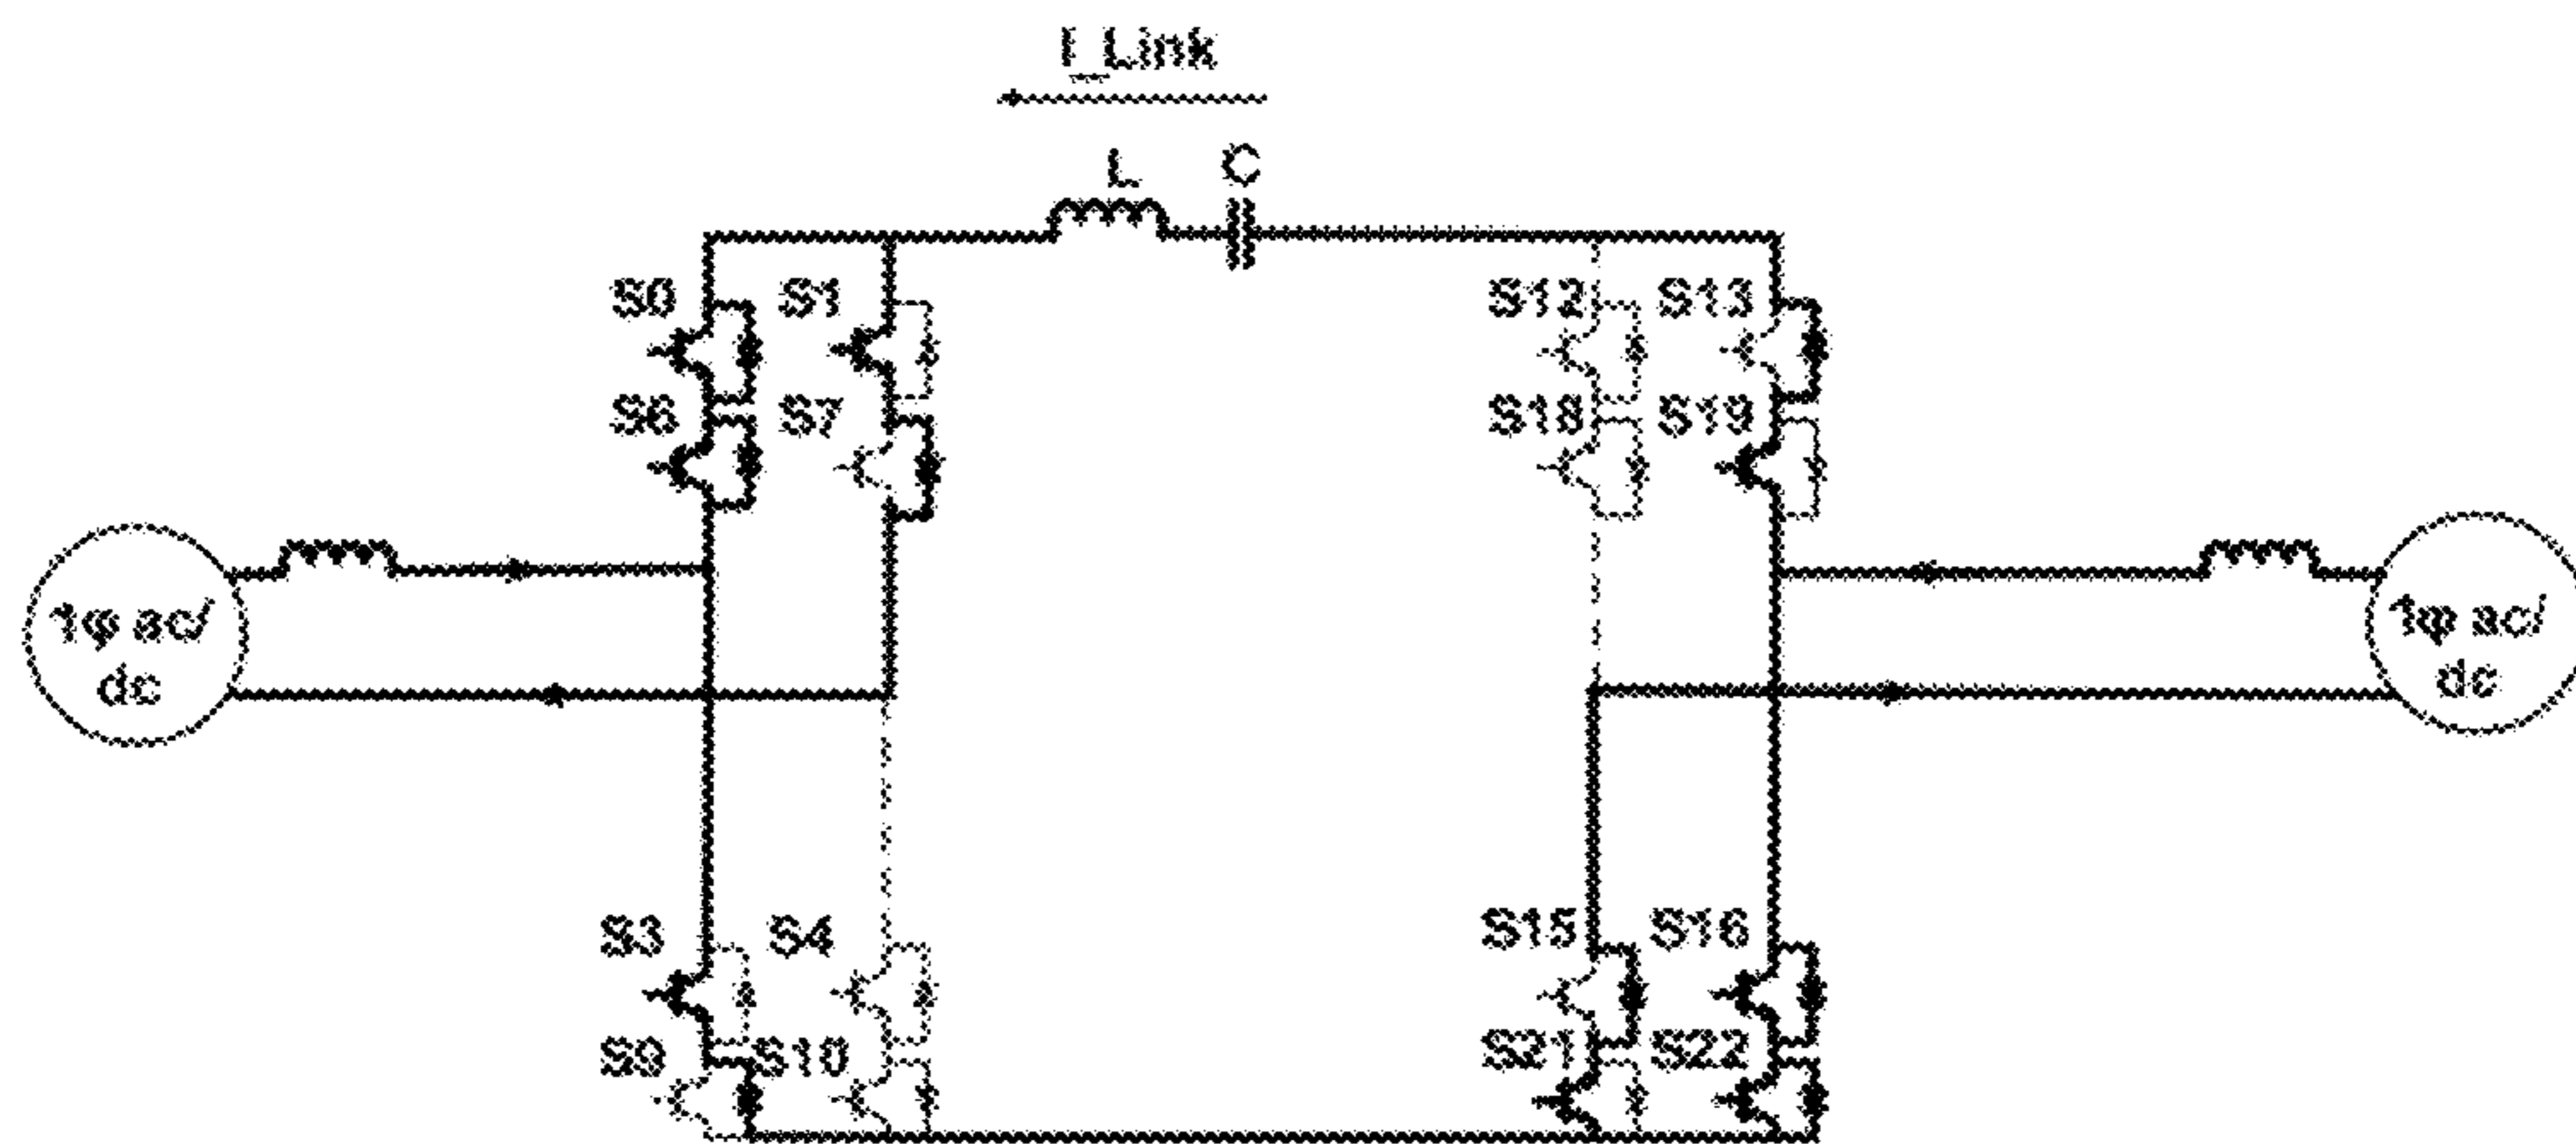 I_Link
L C
S0 S1 S12 S13
S6 S7 S18 S19
1φ ac/
dc
1φ ac/
dc
S3 S4 S15 S16
S9 S10 S21 S22